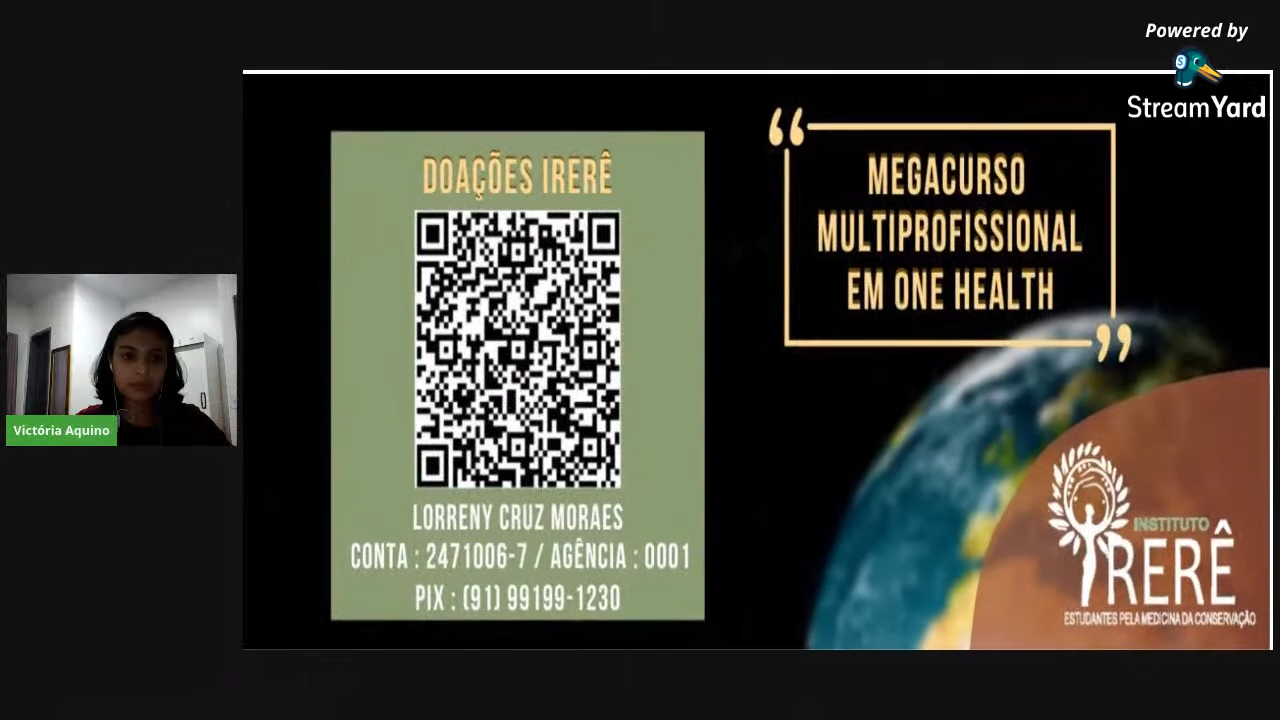 Powered by
StreamYard
DOAÇÕES IRERÊ
LORRENY CRUZ MORAES
CONTA : 2471006-7 / AGÊNCIA : 0001
PIX : (91) 99199-1230
“
MEGACURSO
MULTIPROFISSIONAL
EM ONE HEALTH
”
INSTITUTO
IRERÊ
ESTUDANTES PELA MEDICINA DA CONSERVAÇÃO
Victória Aquino